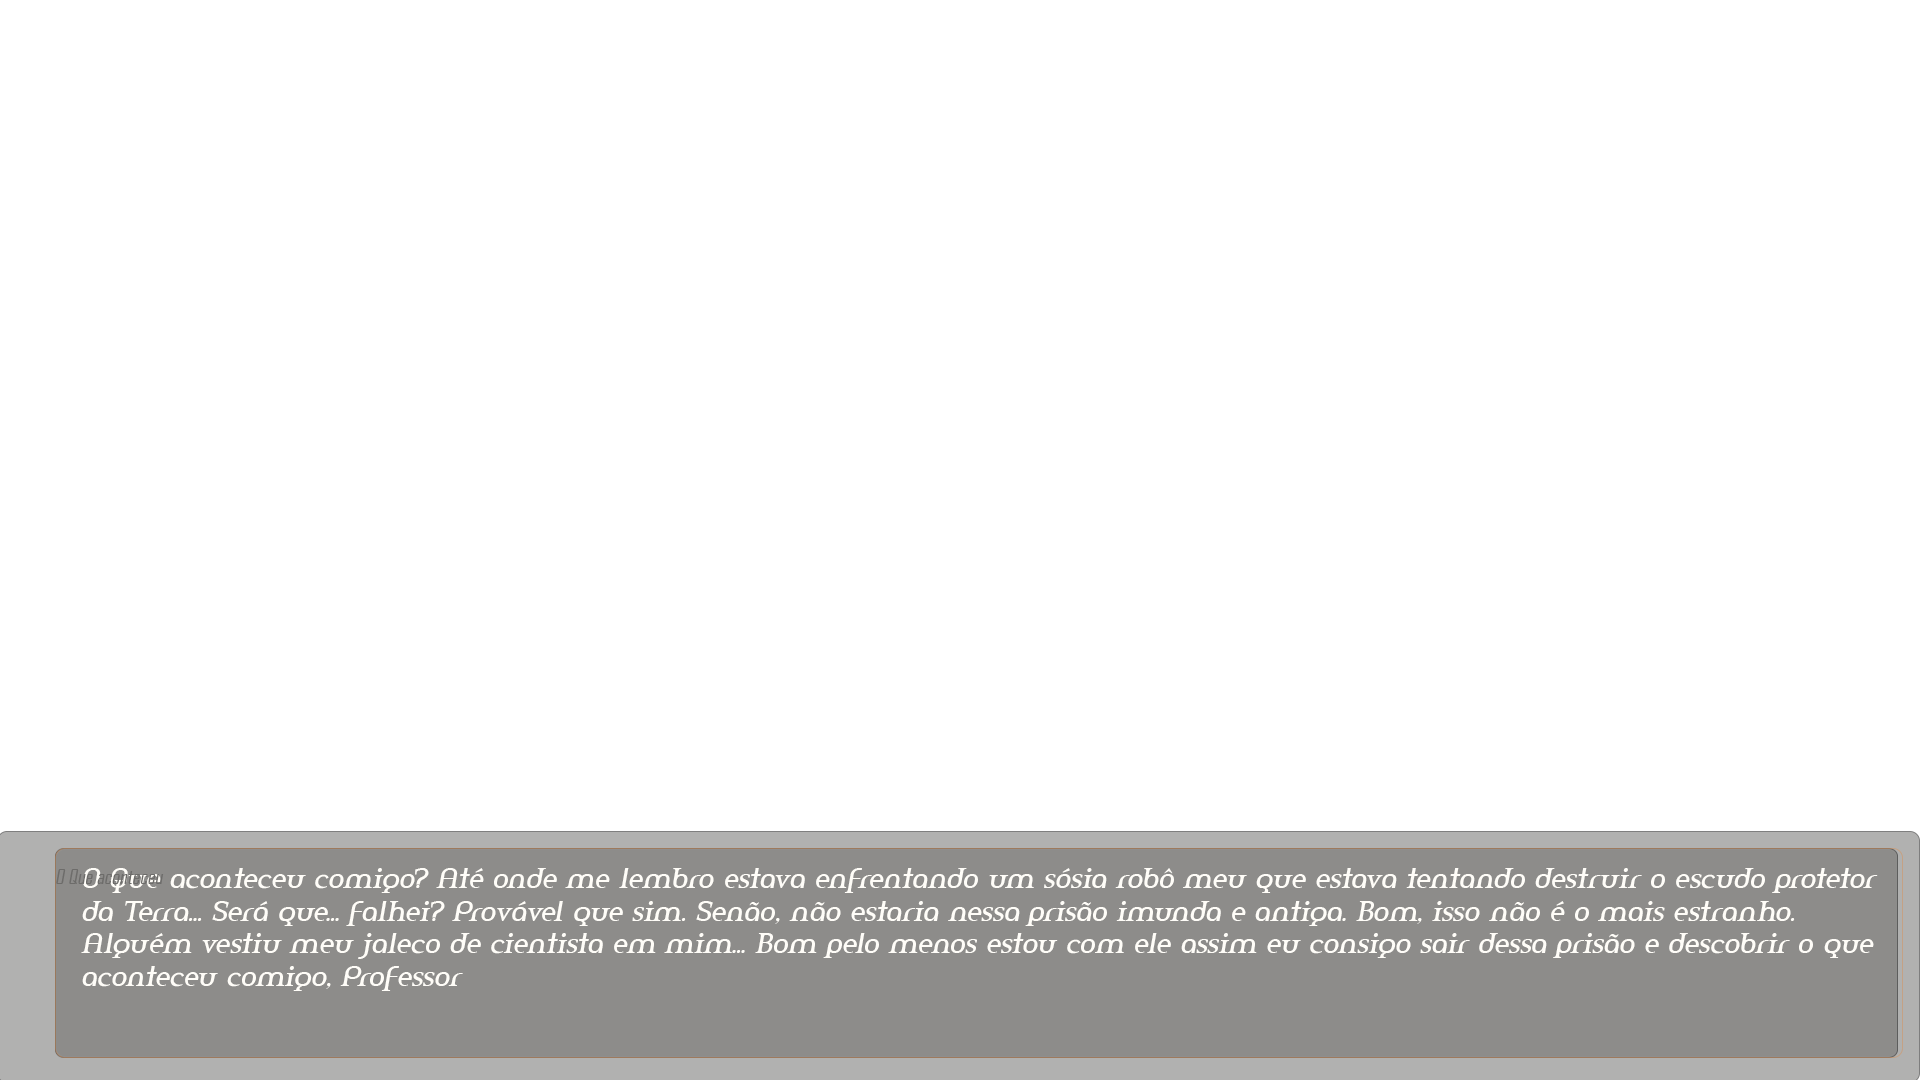 O Que aconteceu comigo? Até onde me lembro estava enfrentando um sósia robô meu que estava tentando destruir o escudo protetor
da Terra... Será que... falhei? Provável que sim. Senão, não estaria nessa prisão imunda e antiga. Bom, isso não é o mais estranho.
Alguém vestiu meu jaleco de cientista em mim... Bom pelo menos estou com ele assim eu consigo sair dessa prisão e descobrir o que
aconteceu comigo, Professor